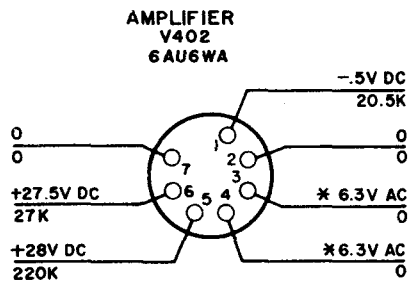 AMPLIFIER
V402
6AU6WA
-.5V DC
20.5K
0
0
0
0
1
2
7
3
+27.5V DC
27K
6
5
4
* 6.3V AC
0
+28V DC
220K
*6.3V AC
0